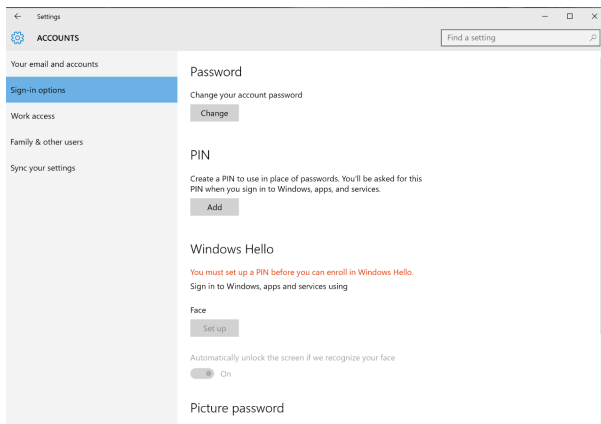 Settings
ACCOUNTS
Find a setting
Your email and accounts
Sign-in options
Work access
Family & other users
Sync your settings
Password
Change your account password
Change
PIN
Create a PIN to use in place of passwords. You'll be asked for this
PIN when you sign in to Windows, apps, and services.
Add
Windows Hello
You must set up a PIN before you can enroll in Windows Hello.
Sign in to Windows, apps and services using
Face
Set up
Automatically unlock the screen if we recognize your face
On
Picture password